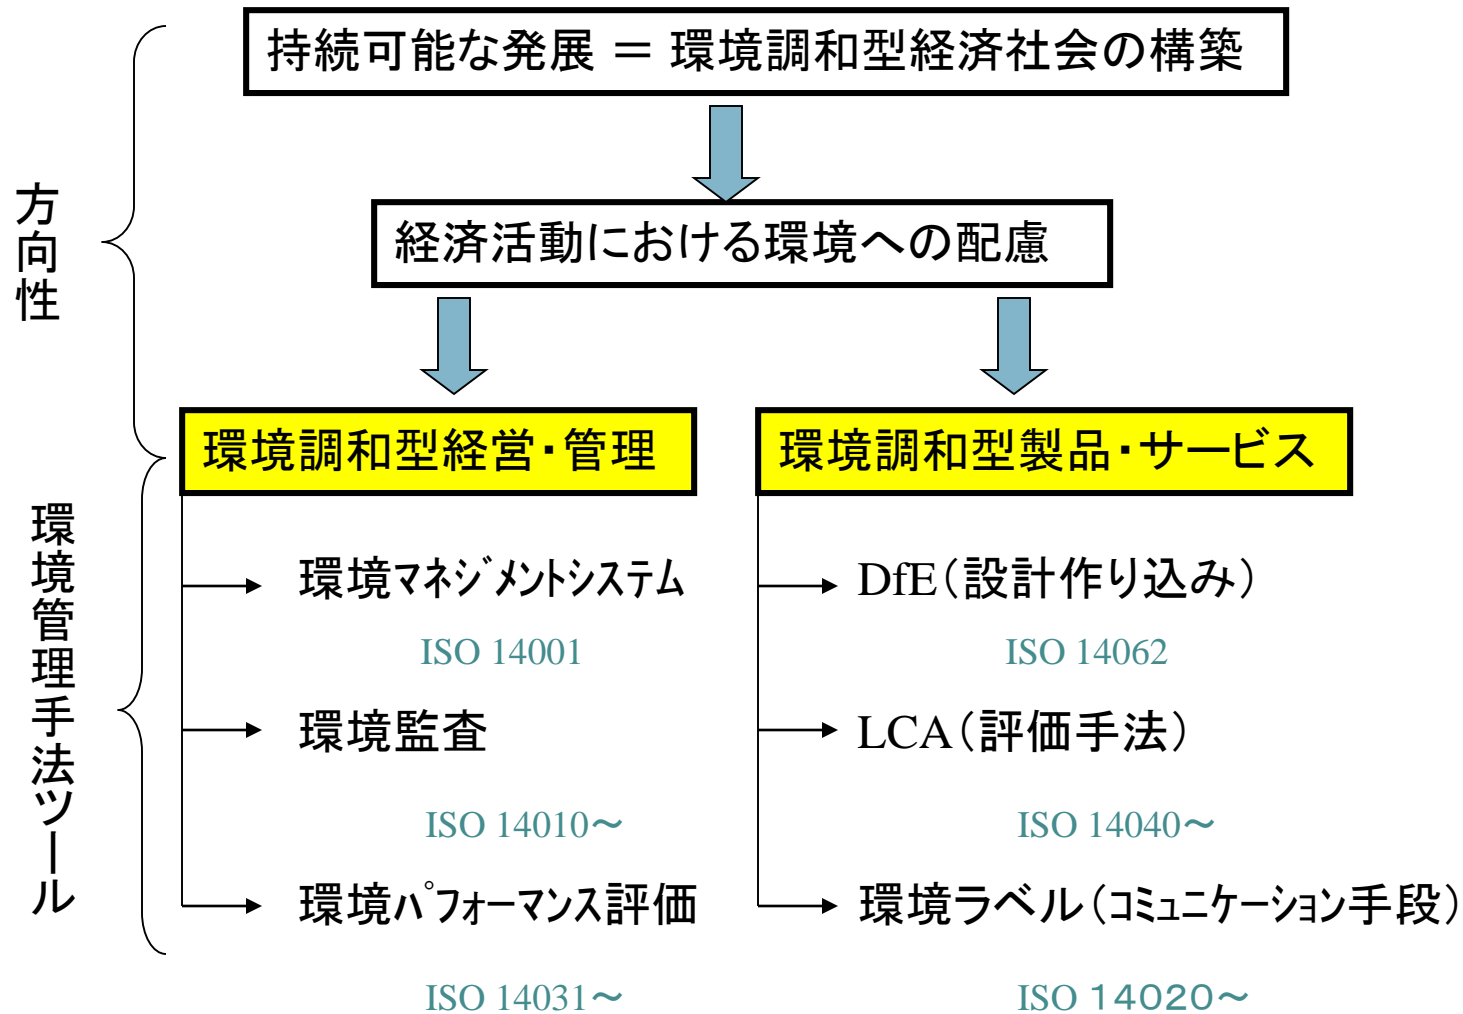 持続可能な発展 ＝ 環境調和型経済社会の構築
経済活動における環境への配慮
方向性
環境調和型経営・管理
環境調和型製品・サービス
環境管理手法ツール
環境ﾏﾈｼﾞﾒﾝﾄｼｽﾃﾑ
ISO 14001
環境監査
ISO 14010～
環境ﾊﾟﾌｫｰﾏﾝｽ評価
ISO 14031～
DfE（設計作り込み）
ISO 14062
LCA（評価手法）
ISO 14040～
環境ラベル（ｺﾐｭﾆｹｰｼｮﾝ手段）
ISO １４０２０～